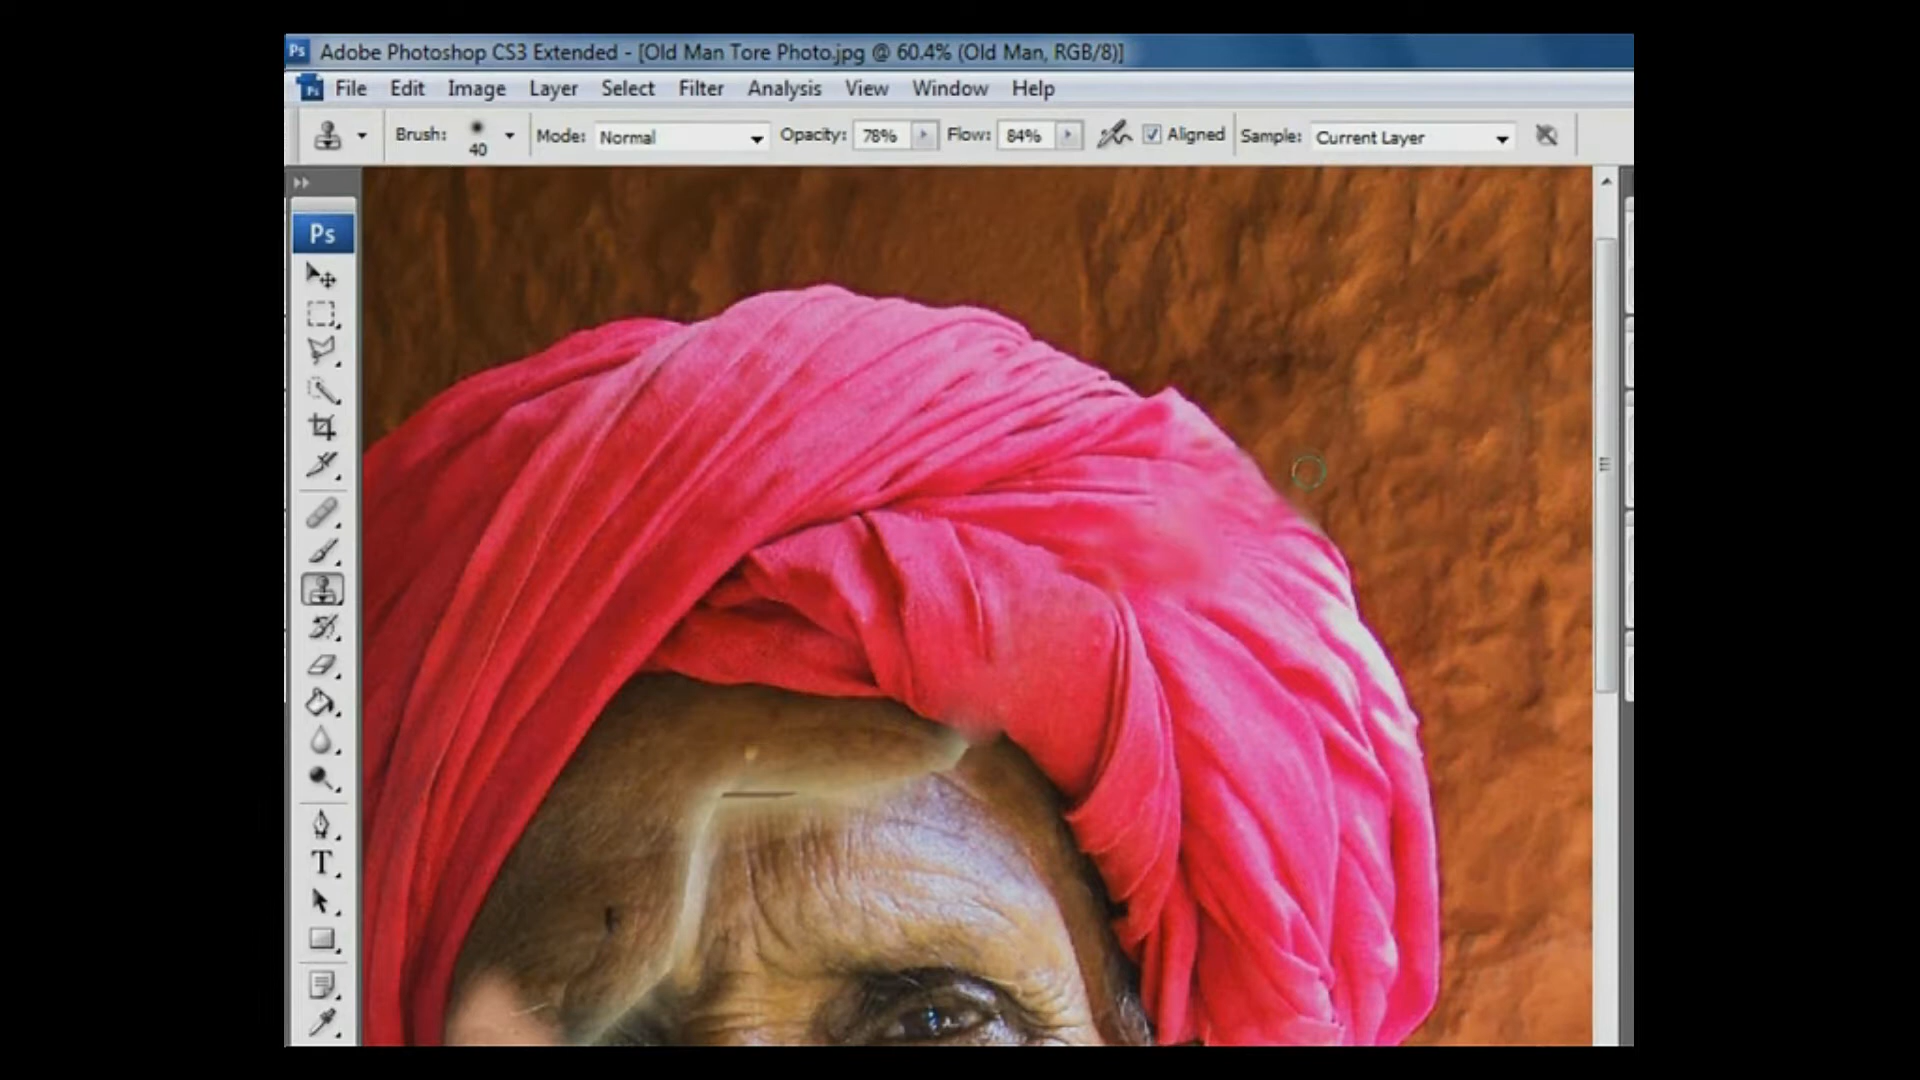 Ps Adobe Photoshop CS3 Extended - [Old Man Tore Photo.jpg @ 60.4% (Old Man, RGB/8)]
Ps File Edit Image Layer Select Filter Analysis View Window Help
Brush: 40 Mode: Normal Opacity: 78% Flow: 84% Aligned Sample: Current Layer
Ps
T